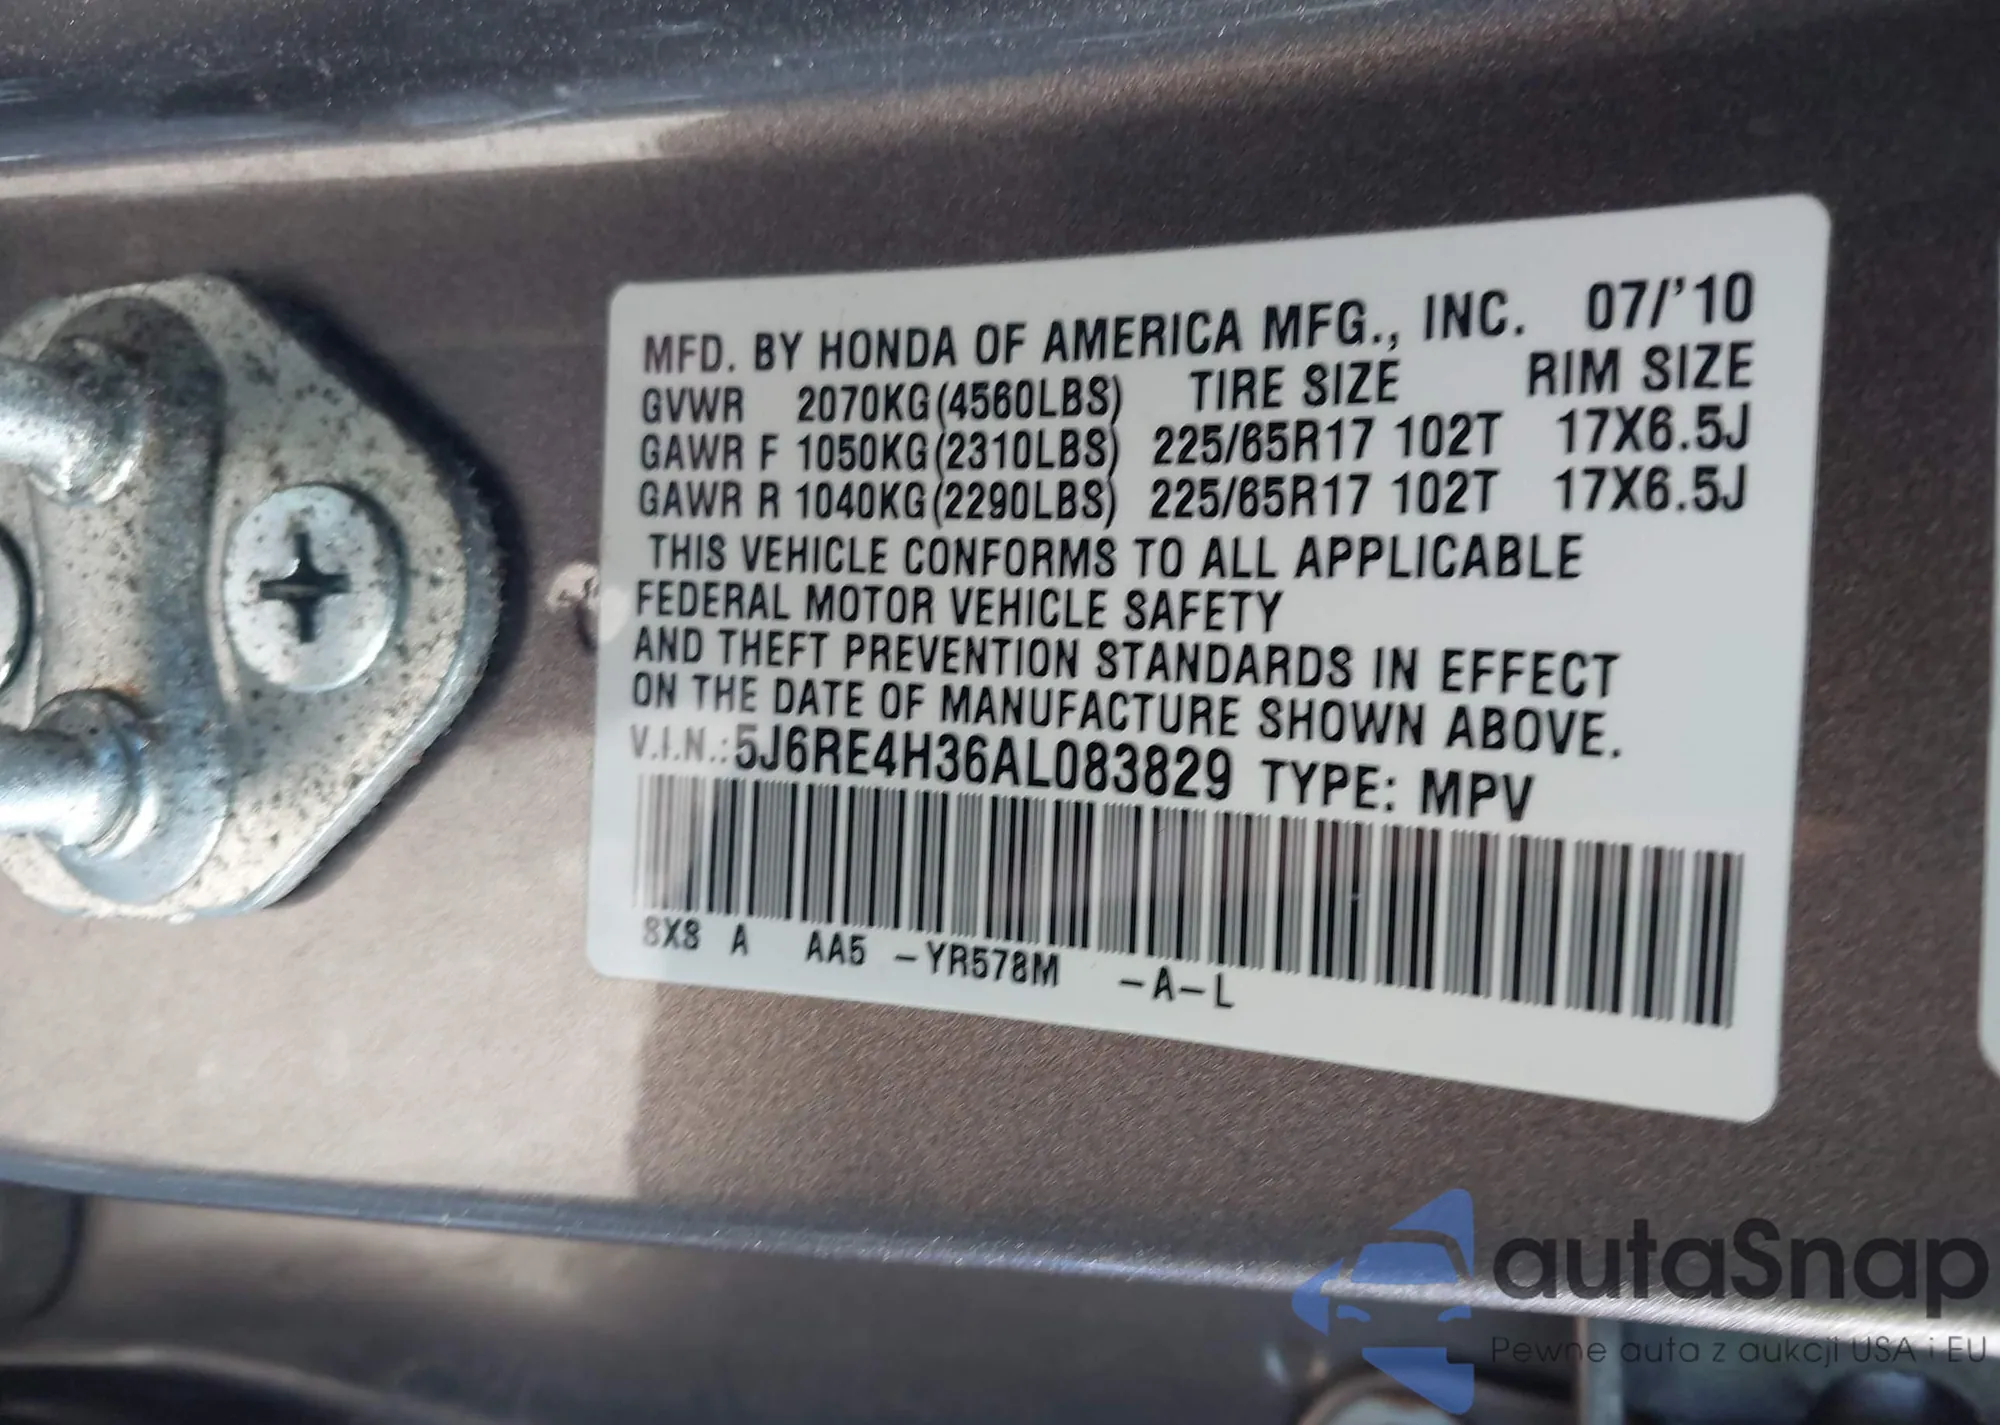 MFD. BY HONDA OF AMERICA MFG., INC. 07/'10
GVWR 2070KG(4560LBS) TIRE SIZE RIM SIZE
GAWR F 1050KG(2310LBS) 225/65R17 102T 17X6.5J
GAWR R 1040KG(2290LBS) 225/65R17 102T 17X6.5J
THIS VEHICLE CONFORMS TO ALL APPLICABLE
FEDERAL MOTOR VEHICLE SAFETY
AND THEFT PREVENTION STANDARDS IN EFFECT
ON THE DATE OF MANUFACTURE SHOWN ABOVE.
V.I.N.:5J6RE4H36AL083829 TYPE: MPV
SXS A AA5 -YR578M -A-L
autaSnap
Pewne auta z aukcji USA i EU